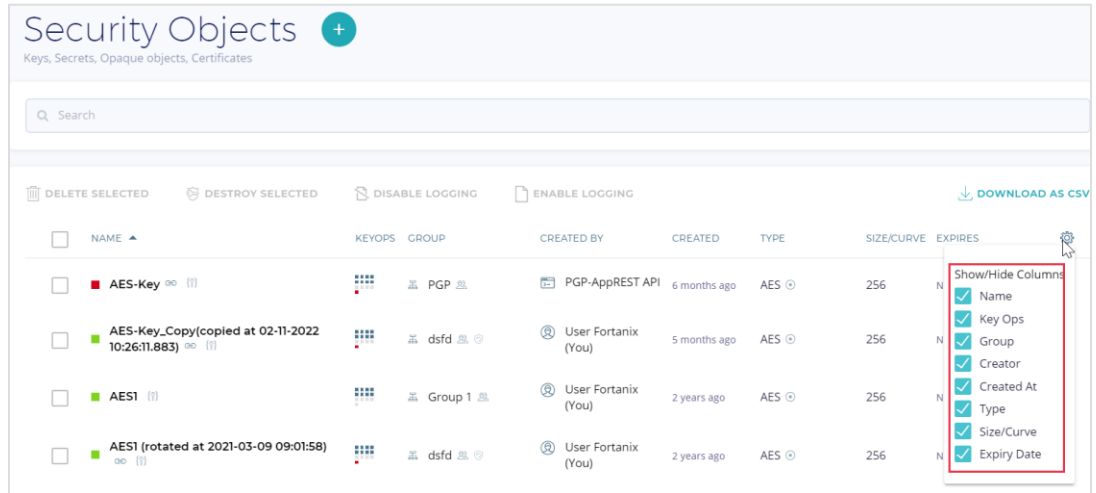 Security Objects
Keys, Secrets, Opaque objects, Certificates
Search
DELETE SELECTED DESTROY SELECTED DISABLE LOGGING ENABLE LOGGING DOWNLOAD AS CSV
NAME KEYOPS GROUP CREATED BY CREATED TYPE SIZE/CURVE EXPIRES
AES-Key PGP PGP-AppREST API 6 months ago AES 256 N
AES-Key_Copy(copied at 02-11-2022
10:26:11.883) dsfd User Fortanix
(You) 5 months ago AES 256 N
AES1 Group 1 User Fortanix
(You) 2 years ago AES 256 N
AES1 (rotated at 2021-03-09 09:01:58) dsfd User Fortanix
(You) 2 years ago AES 256 N
Show/Hide Columns
Name
Key Ops
Group
Creator
Created At
Type
Size/Curve
Expiry Date